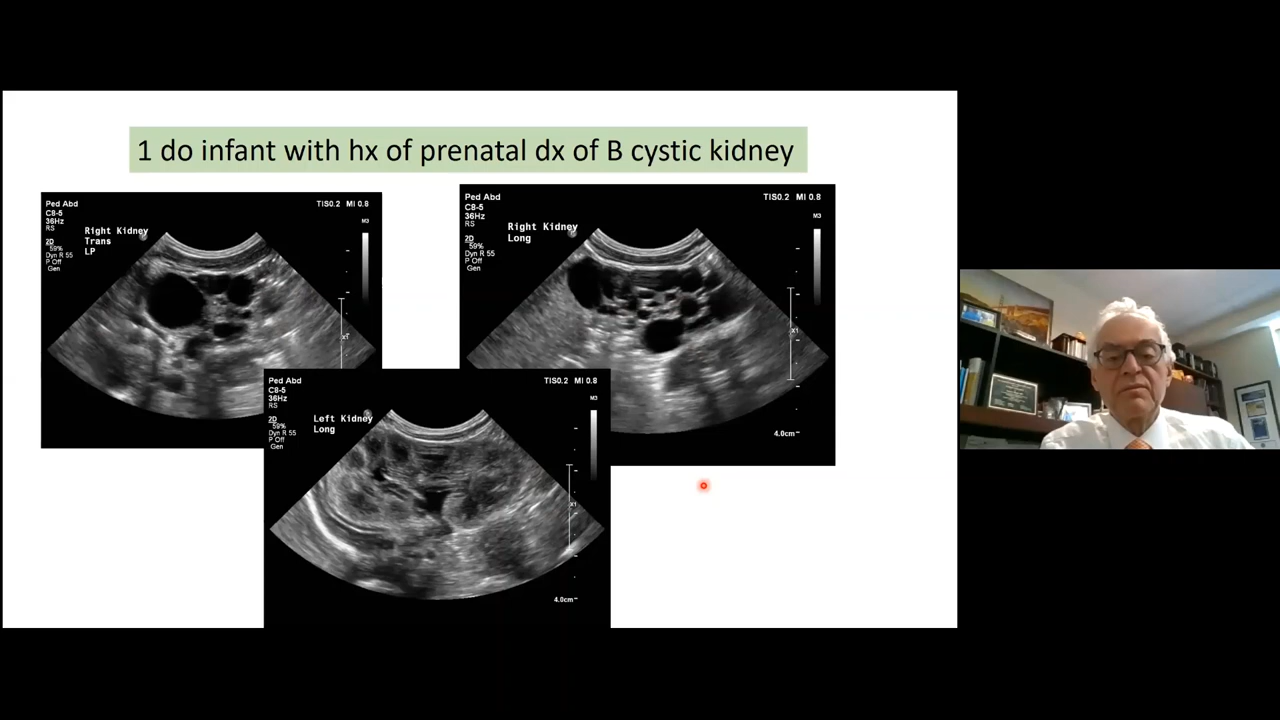 1 do infant with hx of prenatal dx of B cystic kidney
Ped Abd
C8-5
36Hz
RS
2D
59%
Dyn R 55
P Off
Gen
TIS0.2 MI 0.8
M3
Right Kidney
Trans
LP
x1
Ped Abd
C8-5
36Hz
RS
2D
59%
Dyn R 55
P Off
Gen
TIS0.2 MI 0.8
M3
Right Kidney
Long
x1
4.0cm
Ped Abd
C8-5
36Hz
RS
2D
59%
Dyn R 55
P Off
Gen
TIS0.2 MI 0.8
M3
Left Kidney
Long
x1
4.0cm